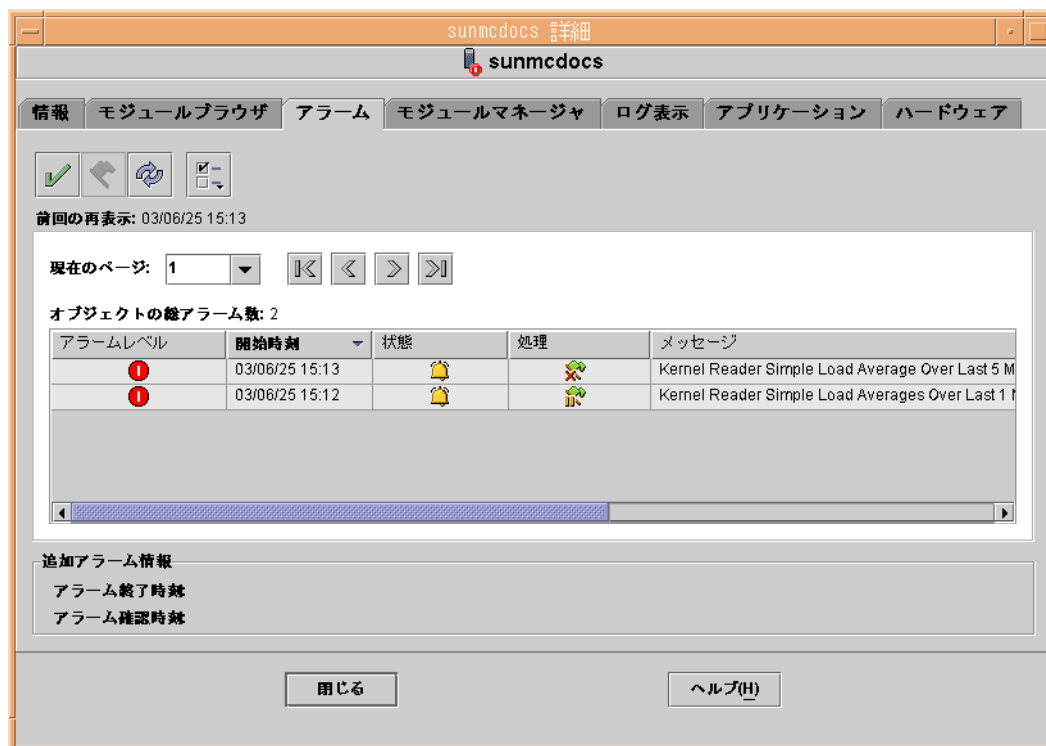 sunmcdocs 詳細
sunmcdocs
情報 モジュールブラウザ アラーム モジュールマネージャ ログ表示 アプリケーション ハードウェア
前回の再表示: 03/06/25 15:13
現在のページ: 1
オブジェクトの総アラーム数: 2
アラームレベル 開始時刻 状態 処理 メッセージ
03/06/25 15:13 Kernel Reader Simple Load Average Over Last 5 M
03/06/25 15:12 Kernel Reader Simple Load Averages Over Last 1
追加アラーム情報
アラーム終了時刻:
アラーム確認時刻:
閉じる ヘルプ(H)